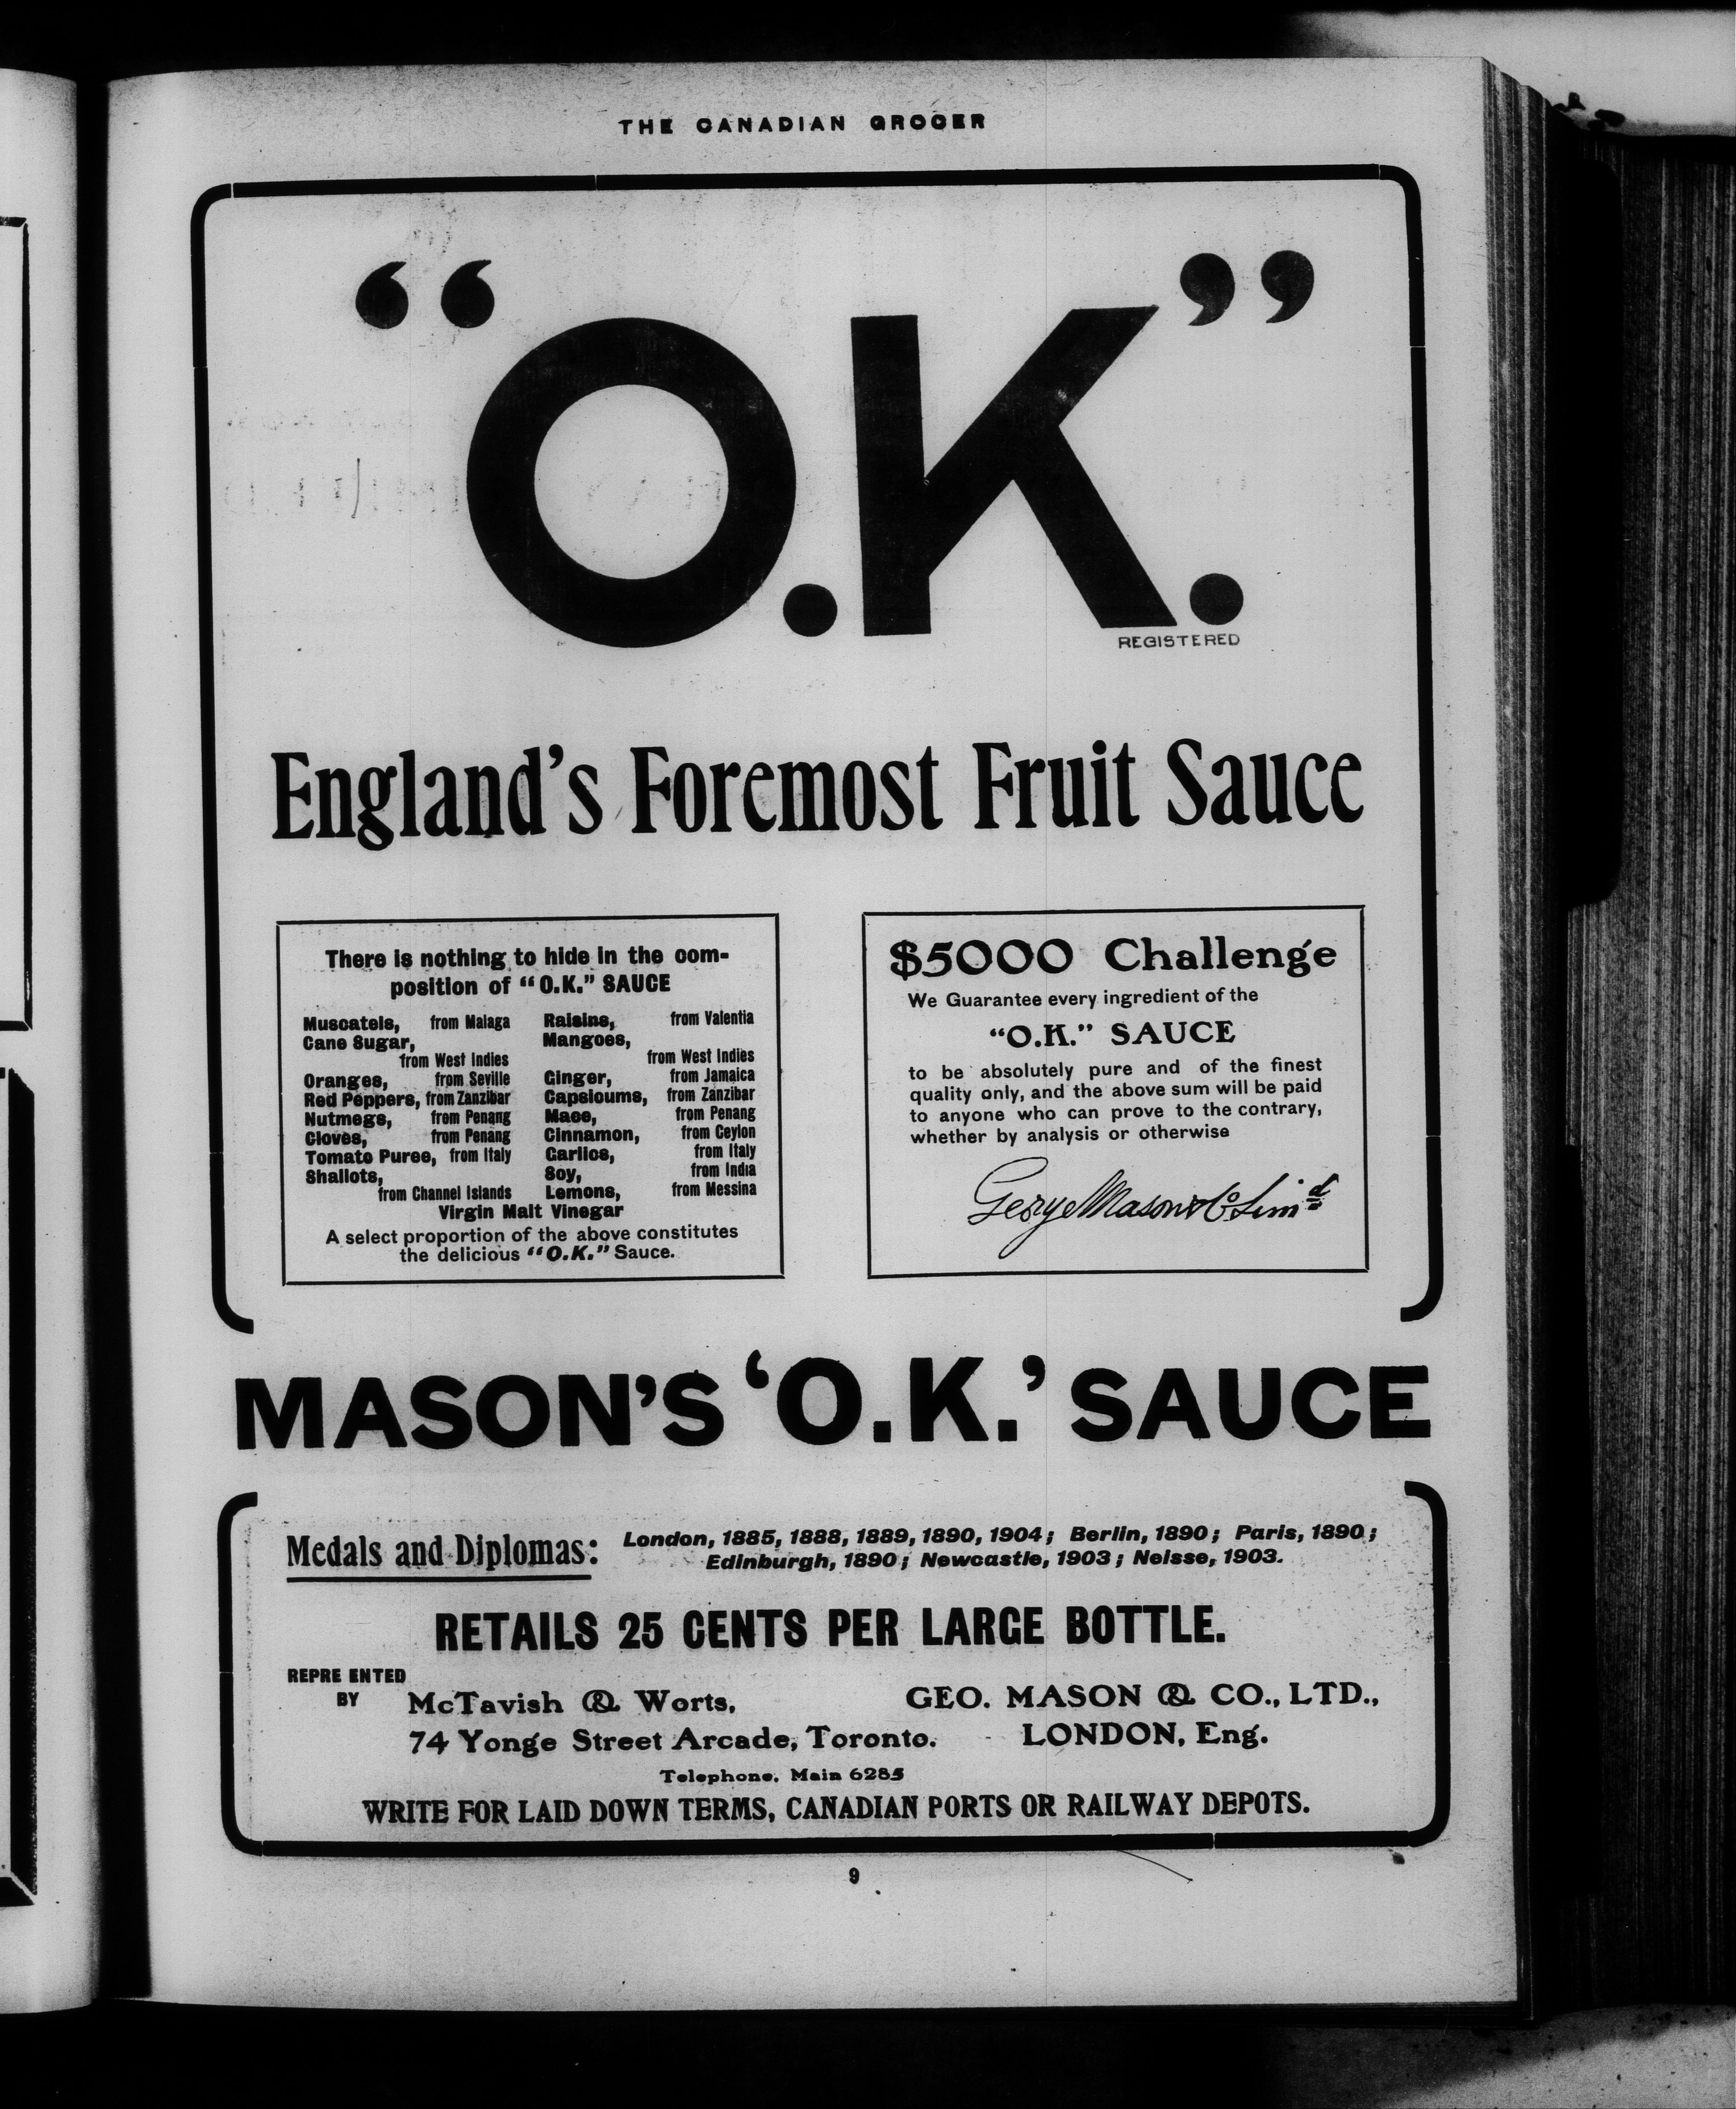 THE CANADIAN GROCER
“O.K.”
REGISTERED
England’s Foremost Fruit Sauce
There is nothing to hide in the com-
position of “O.K.” SAUCE
Muscatels, from Malaga
Cane Sugar,
from West Indies
Oranges, from Seville
Red Peppers, from Zanzibar
Nutmegs, from Penang
Cloves, from Penang
Tomato Puree, from Italy
Shallots,
from Channel Islands
Raisins, from Valentia
Mangoes,
from West Indies
Ginger, from Jamaica
Capsicums, from Zanzibar
Mace, from Penang
Cinnamon, from Ceylon
Garlics, from Italy
Soy, from India
Lemons, from Messina
Virgin Malt Vinegar
A select proportion of the above constitutes
the delicious “O.K.” Sauce.
$5000 Challenge
We Guarantee every ingredient of the
“O.K.” SAUCE
to be absolutely pure and of the finest
quality only, and the above sum will be paid
to anyone who can prove to the contrary,
whether by analysis or otherwise
George Mason & Co Limd
MASON’S ‘O.K.’ SAUCE
Medals and Diplomas:
London, 1885, 1888, 1889, 1890, 1904; Berlin, 1890; Paris, 1890;
Edinburgh, 1890; Newcastle, 1903; Neisse, 1903.
RETAILS 25 CENTS PER LARGE BOTTLE.
REPRE ENTED
BY
McTavish & Worts,
74 Yonge Street Arcade, Toronto.
GEO. MASON & CO., LTD.,
LONDON, Eng.
Telephone, Main 6285
WRITE FOR LAID DOWN TERMS, CANADIAN PORTS OR RAILWAY DEPOTS.
9